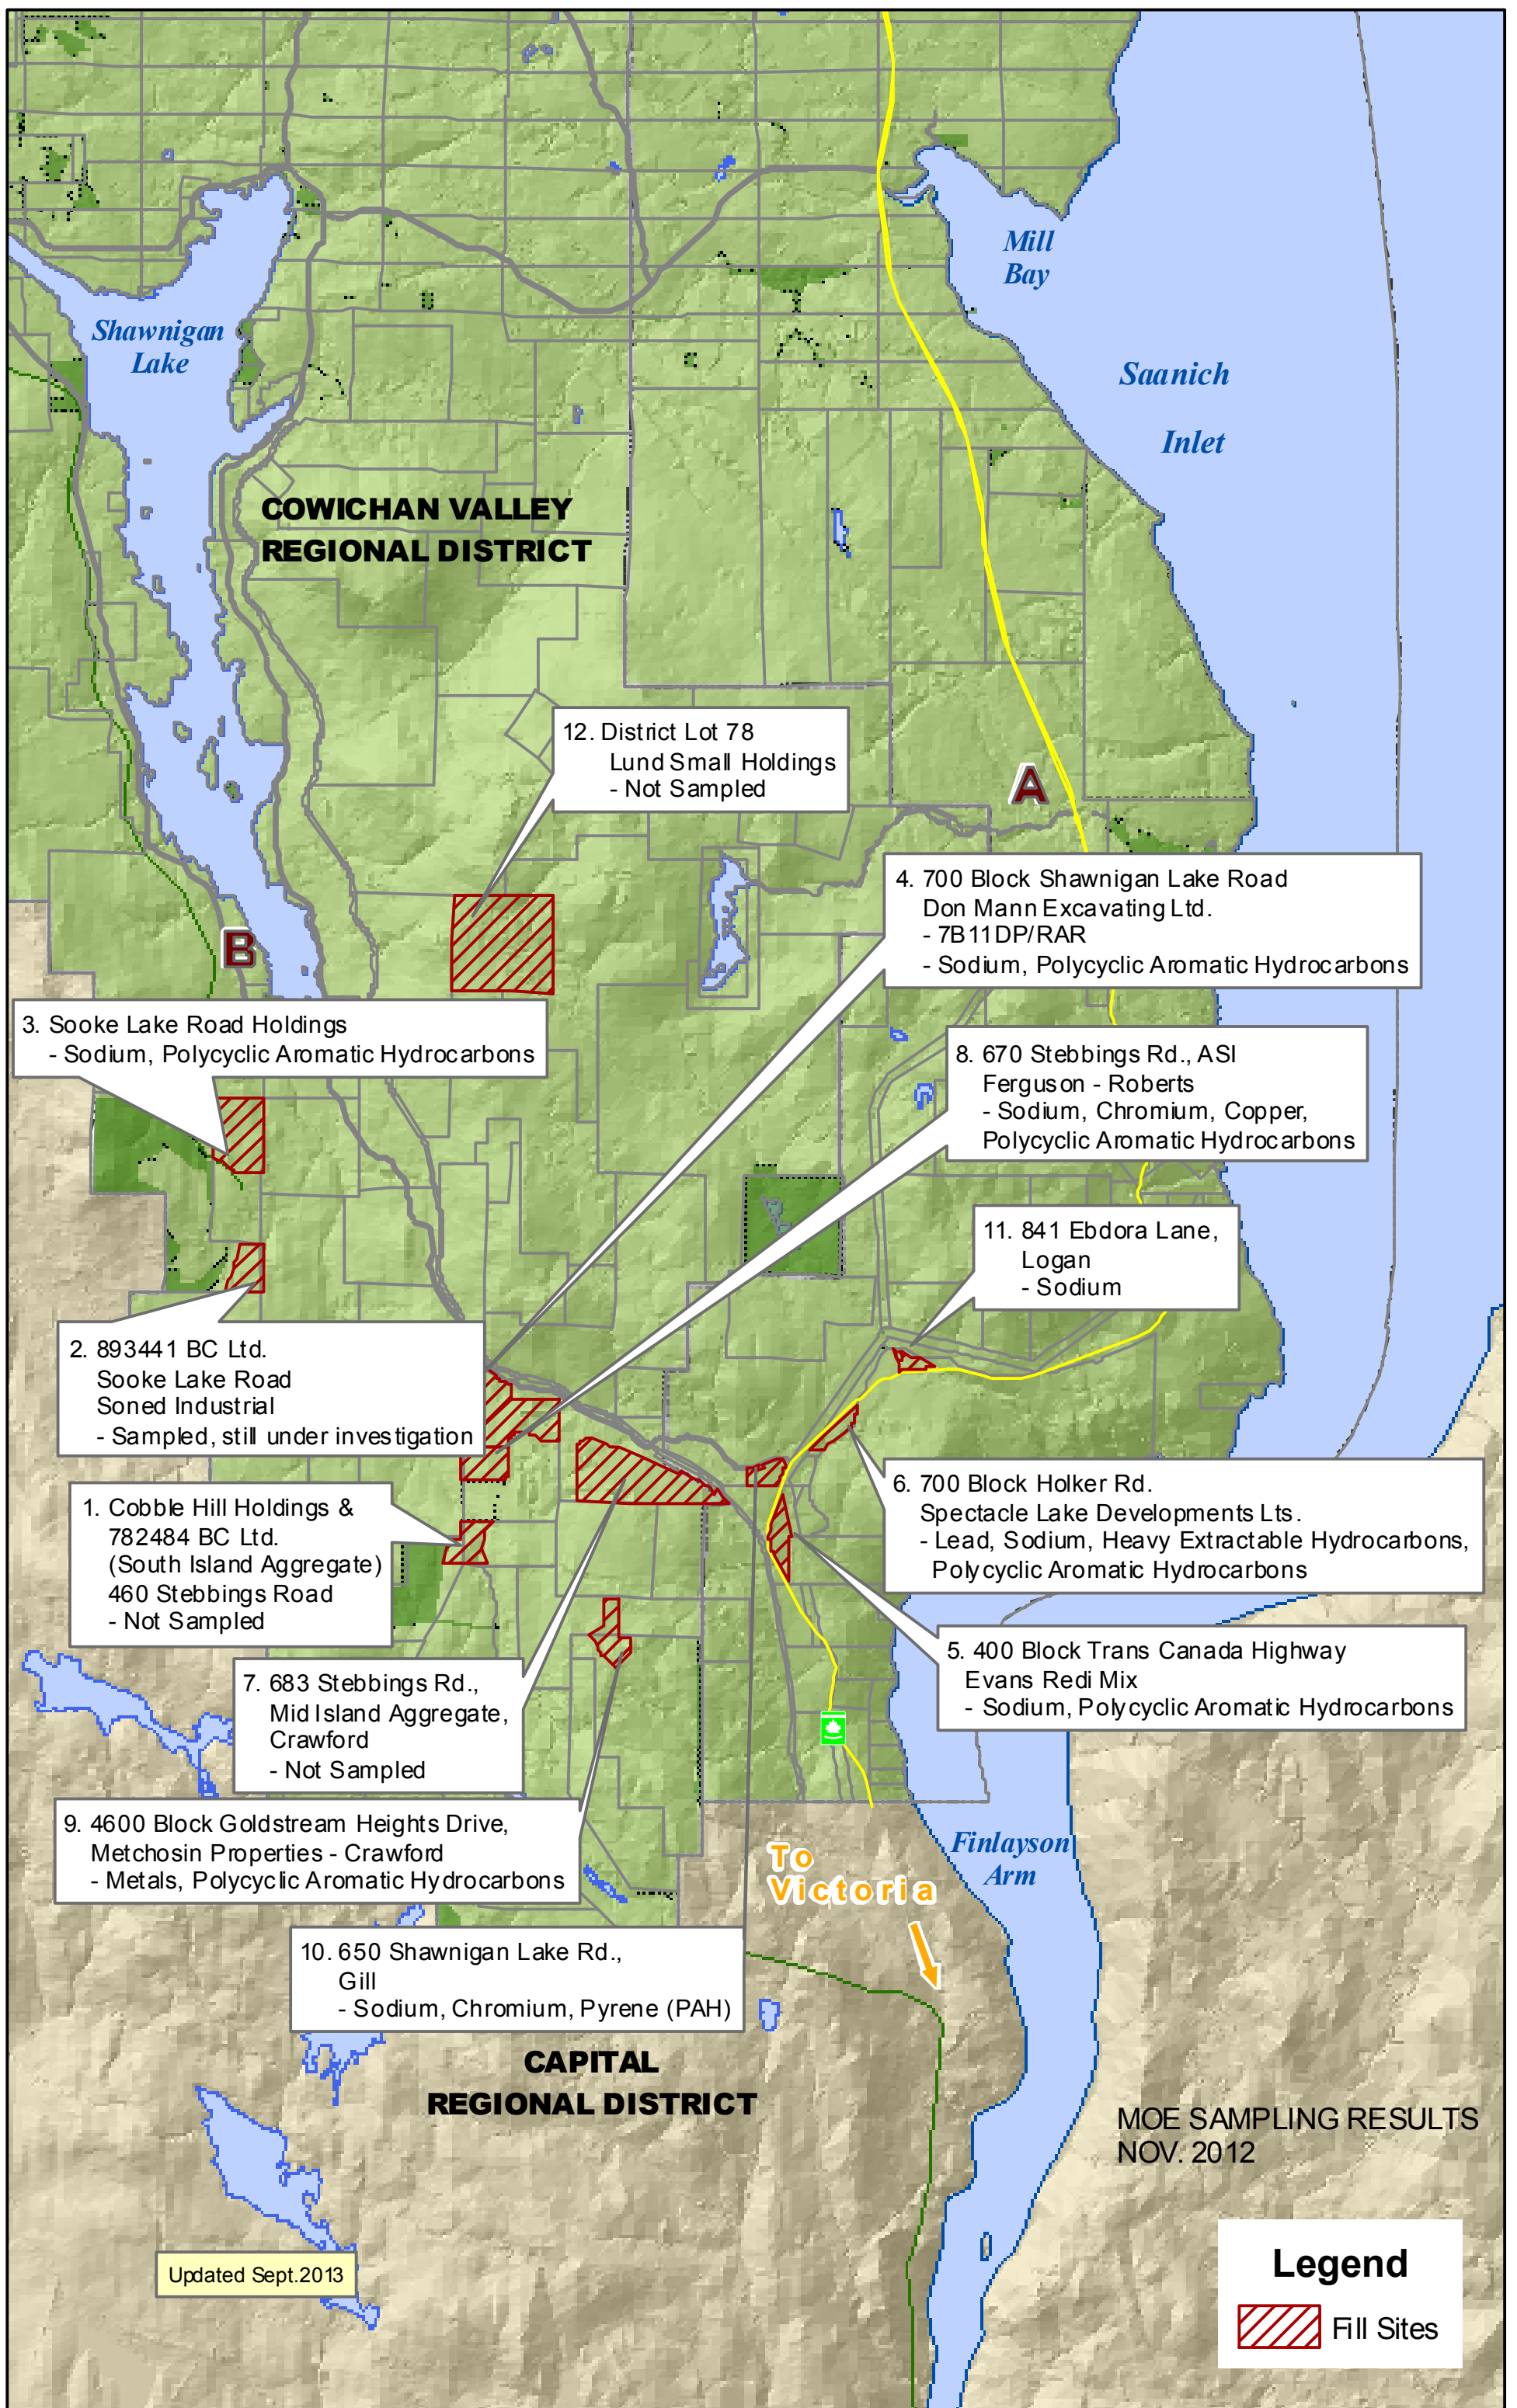 Mill
Bay
Shawnigan
Lake
Saanich
Inlet
COWICHAN VALLEY
REGIONAL DISTRICT
12. District Lot 78
Lund Small Holdings
- Not Sampled
A
4. 700 Block Shawnigan Lake Road
Don Mann Excavating Ltd.
- 7B11DP/RAR
- Sodium, Polycyclic Aromatic Hydrocarbons
B
3. Sooke Lake Road Holdings
- Sodium, Polycyclic Aromatic Hydrocarbons
8. 670 Stebbings Rd., ASI
Ferguson - Roberts
- Sodium, Chromium, Copper,
Polycyclic Aromatic Hydrocarbons
11. 841 Ebdora Lane,
Logan
- Sodium
2. 893441 BC Ltd.
Sooke Lake Road
Soned Industrial
- Sampled, still under investigation
6. 700 Block Holker Rd.
Spectacle Lake Developments Lts.
- Lead, Sodium, Heavy Extractable Hydrocarbons,
Polycyclic Aromatic Hydrocarbons
1. Cobble Hill Holdings &
782484 BC Ltd.
(South Island Aggregate)
460 Stebbings Road
- Not Sampled
5. 400 Block Trans Canada Highway
Evans Redi Mix
- Sodium, Polycyclic Aromatic Hydrocarbons
7. 683 Stebbings Rd.,
Mid Island Aggregate,
Crawford
- Not Sampled
9. 4600 Block Goldstream Heights Drive,
Metchosin Properties - Crawford
- Metals, Polycyclic Aromatic Hydrocarbons
Finlayson
Arm
To
Victoria
10. 650 Shawnigan Lake Rd.,
Gill
- Sodium, Chromium, Pyrene (PAH)
CAPITAL
REGIONAL DISTRICT
MOE SAMPLING RESULTS
NOV. 2012
Updated Sept.2013
Legend
Fill Sites